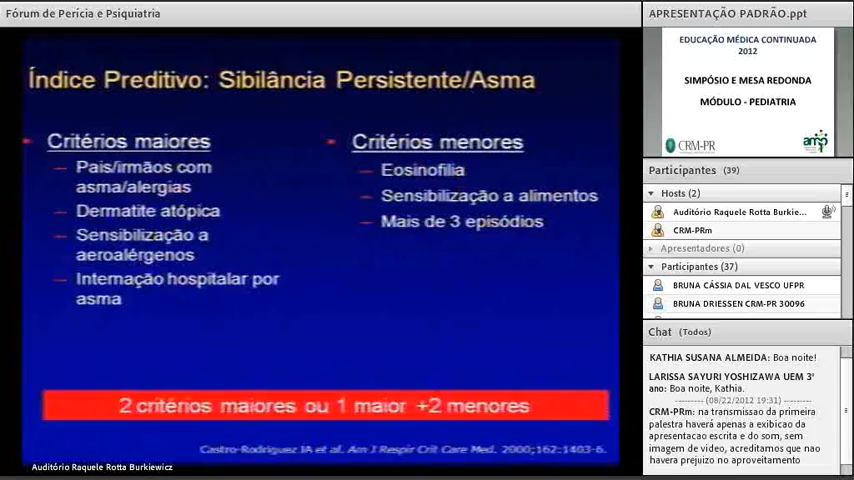 Fórum de Perícia e Psiquiatria
Índice Preditivo: Sibilância Persistente/Asma
Critérios maiores
Pais/irmãos com
asma/alergias
Dermatite atópica
Sensibilização a
aeroalérgenos
Internação hospitalar por
asma
Critérios menores
Eosinofilia
Sensibilização a alimentos
Mais de 3 episódios
2 critérios maiores ou 1 maior +2 menores
Castro-Rodriguez JA et al. Am J Respir Crit Care Med. 2000;162:1403-6.
Auditório Raquele Rotta Burkiewicz
APRESENTAÇÃO PADRÃO.ppt
EDUCAÇÃO MÉDICA CONTINUADA
2012
SIMPÓSIO E MESA REDONDA
MÓDULO - PEDIATRIA
CRM-PR
amp
Participantes (39)
Hosts (2)
Auditório Raquele Rotta Burkie...
CRM-PRm
Apresentadores (0)
Participantes (37)
BRUNA CÁSSIA DAL VESCO UFPR
BRUNA DRIESSEN CRM-PR 30096
Chat (Todos)
KATHIA SUSANA ALMEIDA: Boa noite!
LARISSA SAYURI YOSHIZAWA UEM 3º
ano: Boa noite, Kathia.
--------- (08/22/2012 19:31) ---------
CRM-PRm: na transmissao da primeira
palestra haverá apenas a exibicao da
apresentacao escrita e do som, sem
imagem de video, acreditamos que nao
havera prejuizo no aproveitamento